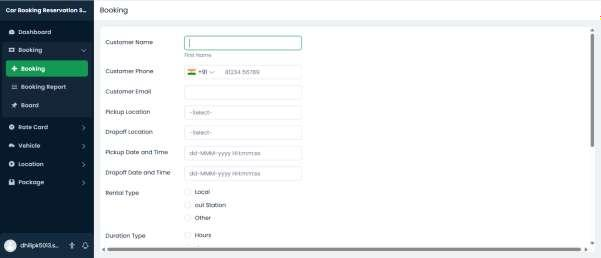 Car Booking Reservation S...
Booking
Dashboard
Booking
Booking
Booking Report
Board
Rate Card
Vehicle
Location
Package
dhilipk5013.s...
Customer Name
First Name
Customer Phone
+91
81234 56789
Customer Email
Pickup Location
-Select-
Dropoff Location
-Select-
Pickup Date and Time
dd-MMM-yyyy HH:mm:ss
Dropoff Date and Time
dd-MMM-yyyy HH:mm:ss
Rental Type
Local
out Station
Other
Duration Type
Hours